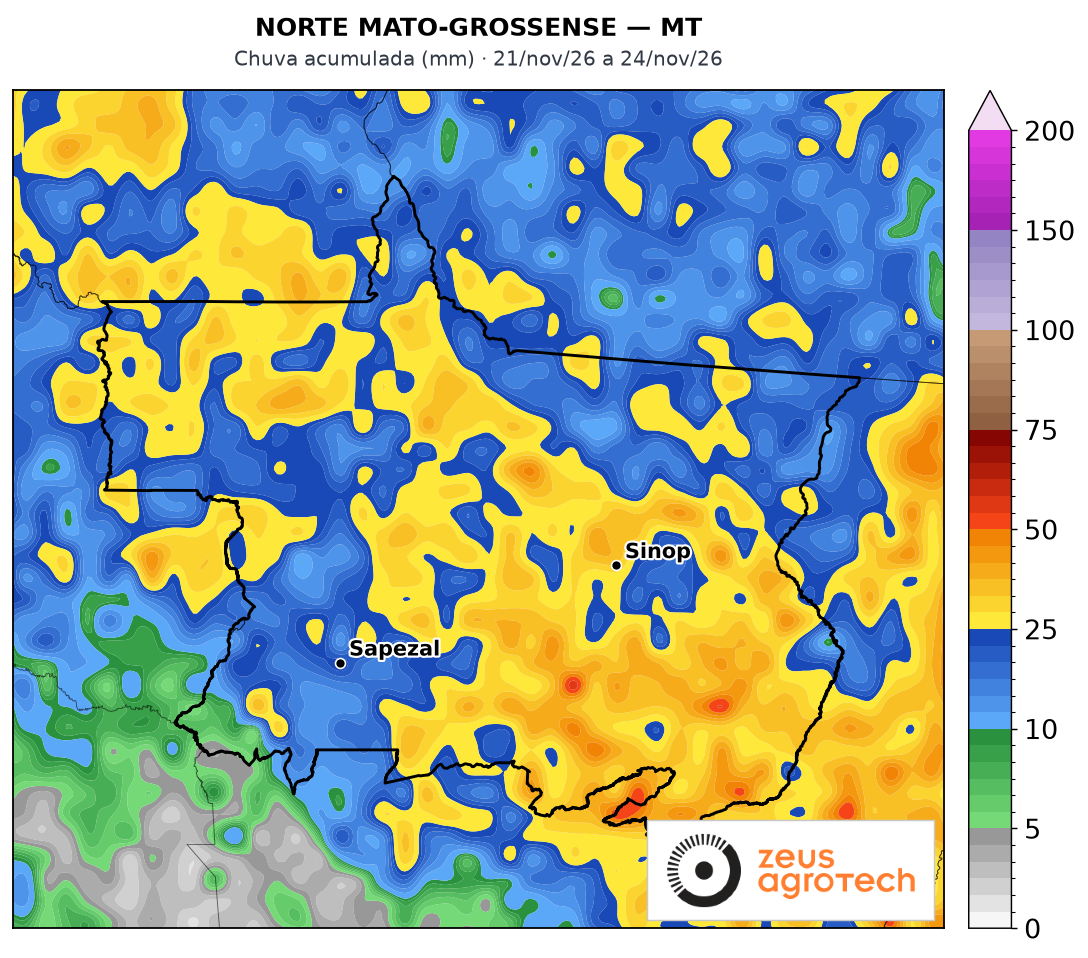 NORTE MATO-GROSSENSE — MT
Chuva acumulada (mm) · 21/nov/26 a 24/nov/26
200
150
100
75
50
25
10
5
0
Sinop
Sapezal
zeus
agrotech